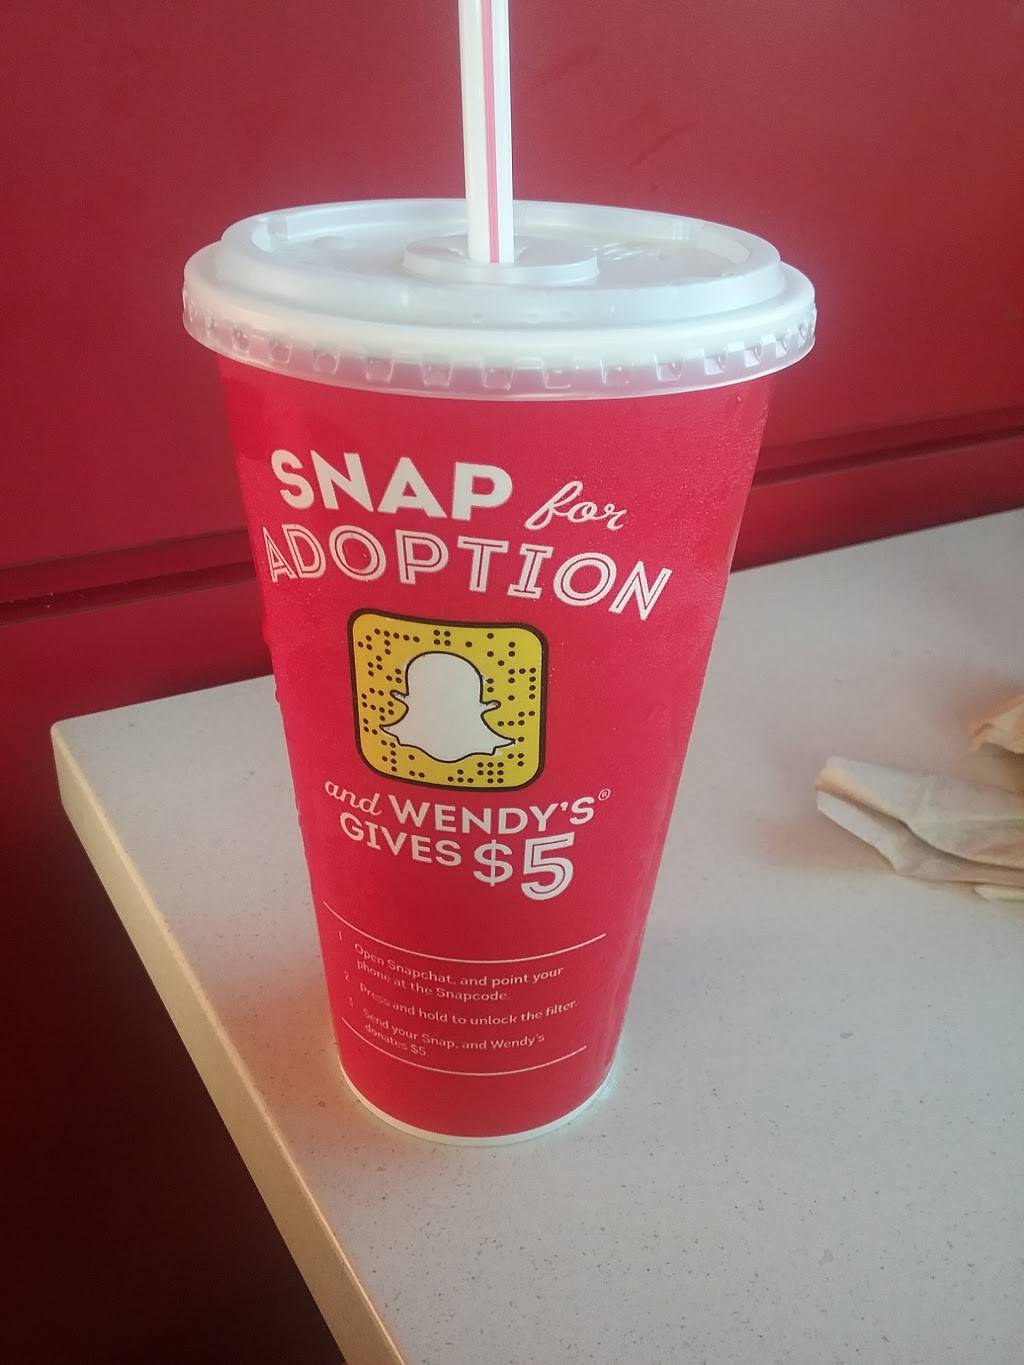 SNAP for
ADOPTION
and WENDY'S®
GIVES $5
1 Open Snapchat, and point your
phone at the Snapcode.
2 Press and hold to unlock the filter.
3 Send your Snap, and Wendy's
donates $5.